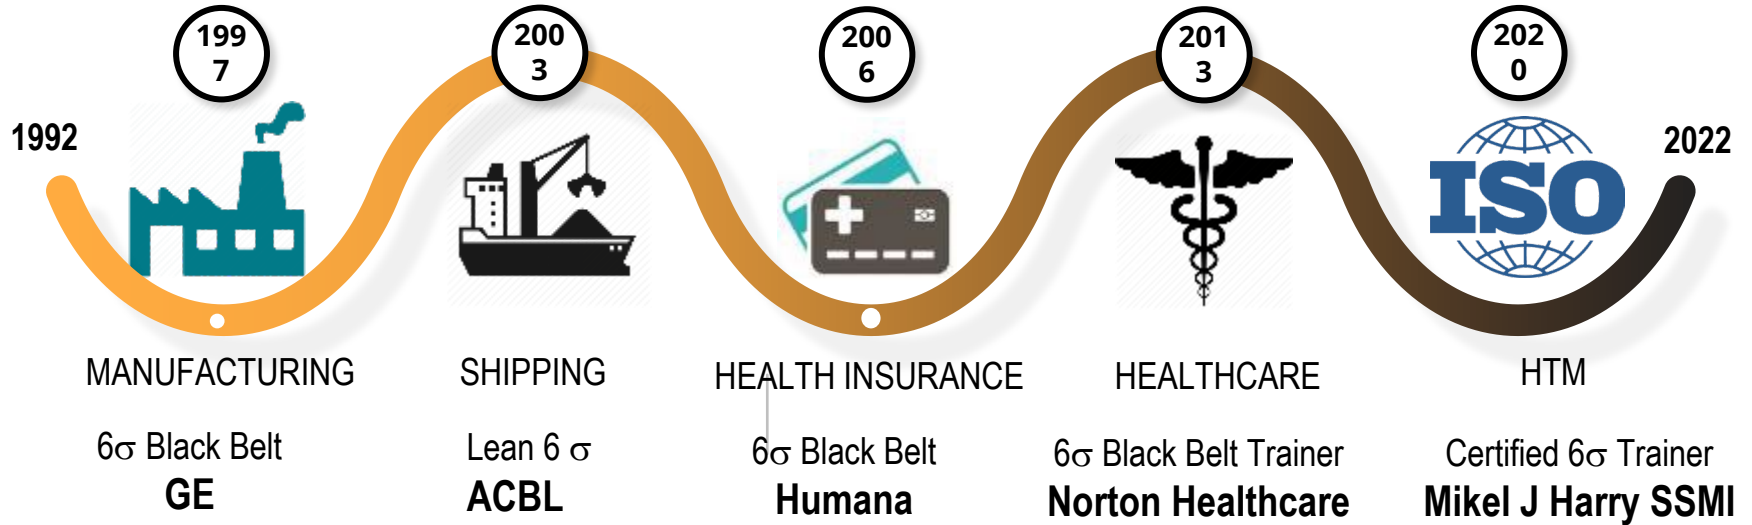 199
7
200
3
200
6
201
3
202
0
1992
2022
ISO
MANUFACTURING
SHIPPING
HEALTH INSURANCE
HEALTHCARE
HTM
6σ Black Belt
GE
Lean 6 σ
ACBL
6σ Black Belt
Humana
6σ Black Belt Trainer
Norton Healthcare
Certified 6σ Trainer
Mikel J Harry SSMI